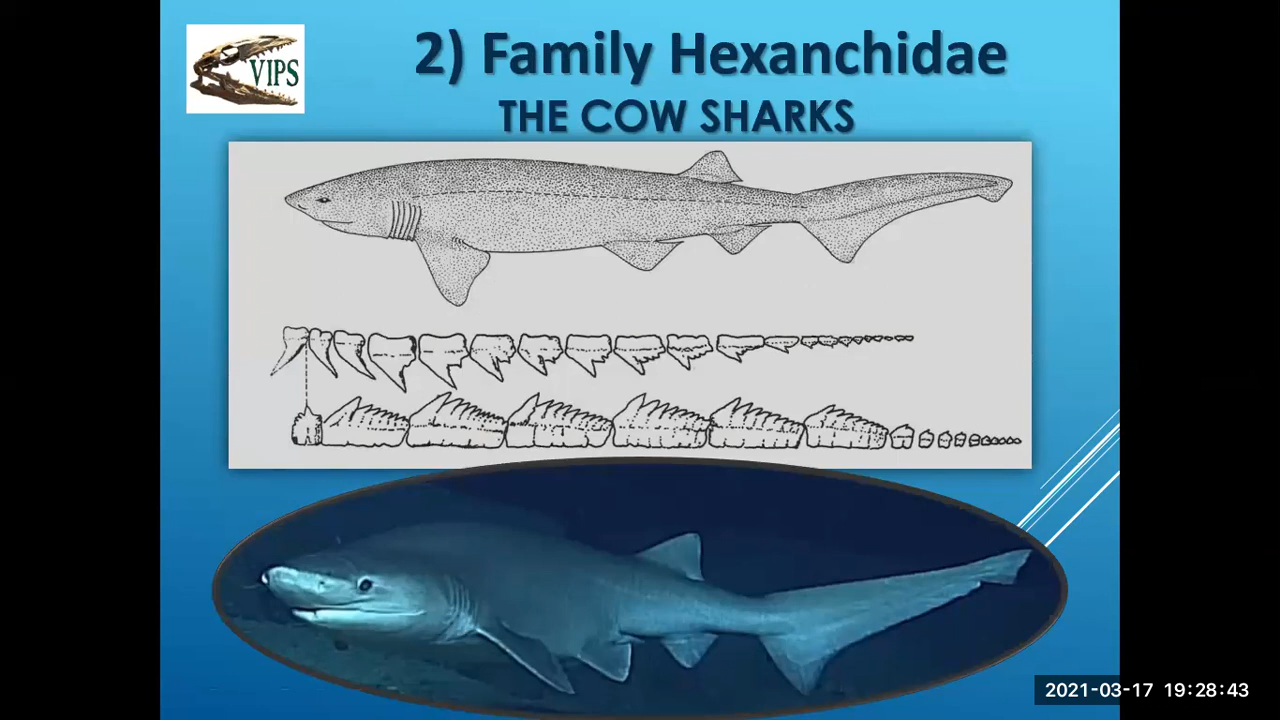 VIPS
2) Family Hexanchidae
THE COW SHARKS
2021-03-17 19:28:43